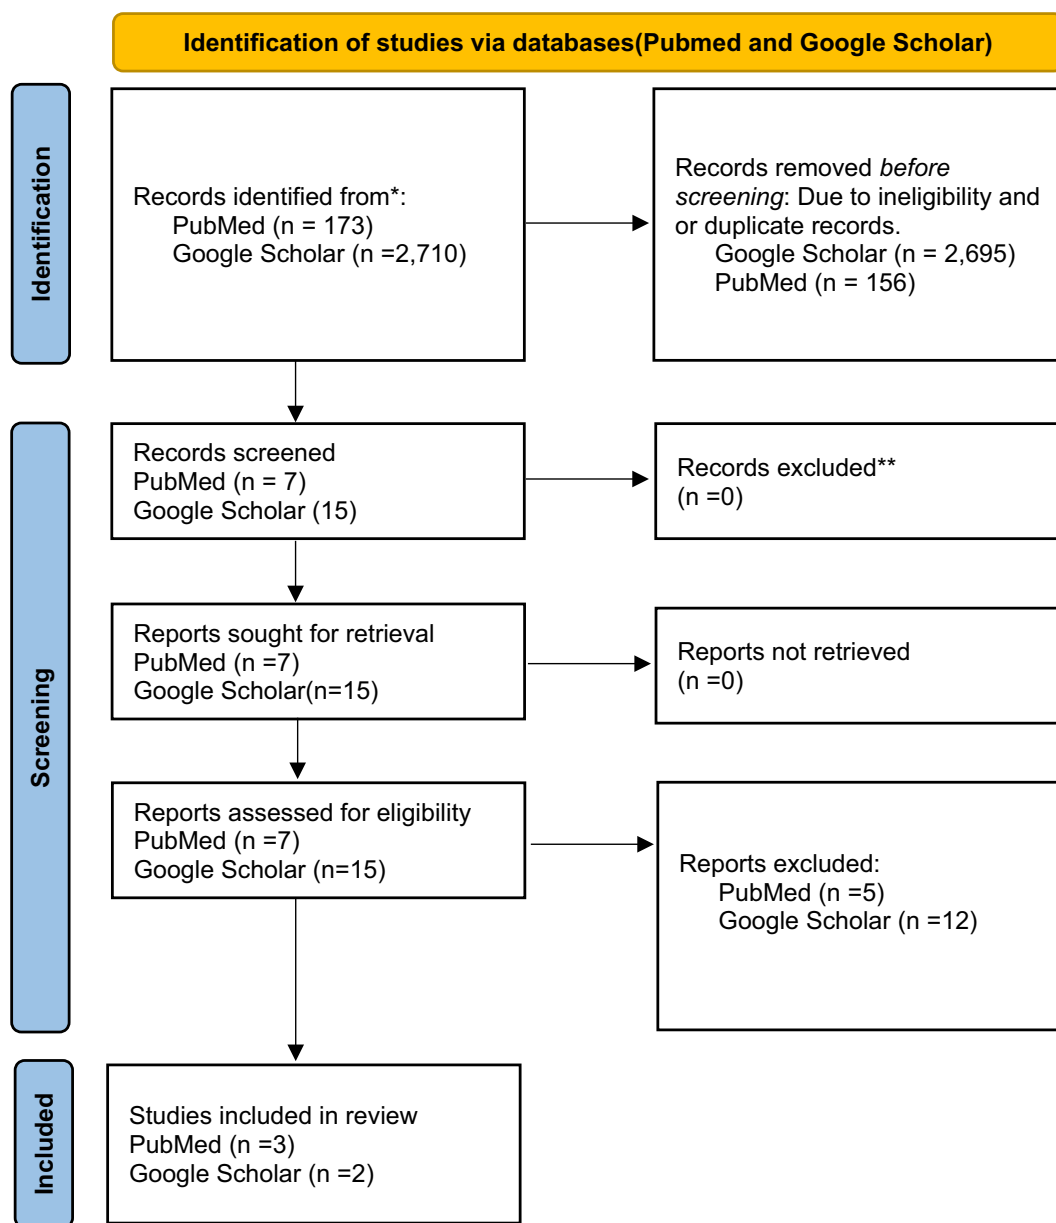 Identification of studies via databases(Pubmed and Google Scholar)
Identification
Records identified from*:
PubMed (n = 173)
Google Scholar (n =2,710)
Records removed before
screening: Due to ineligibility and
or duplicate records.
Google Scholar (n = 2,695)
PubMed (n = 156)
Screening
Records screened
PubMed (n = 7)
Google Scholar (15)
Records excluded**
(n =0)
Reports sought for retrieval
PubMed (n =7)
Google Scholar(n=15)
Reports not retrieved
(n =0)
Reports assessed for eligibility
PubMed (n =7)
Google Scholar (n=15)
Reports excluded:
PubMed (n =5)
Google Scholar (n =12)
Included
Studies included in review
PubMed (n =3)
Google Scholar (n =2)